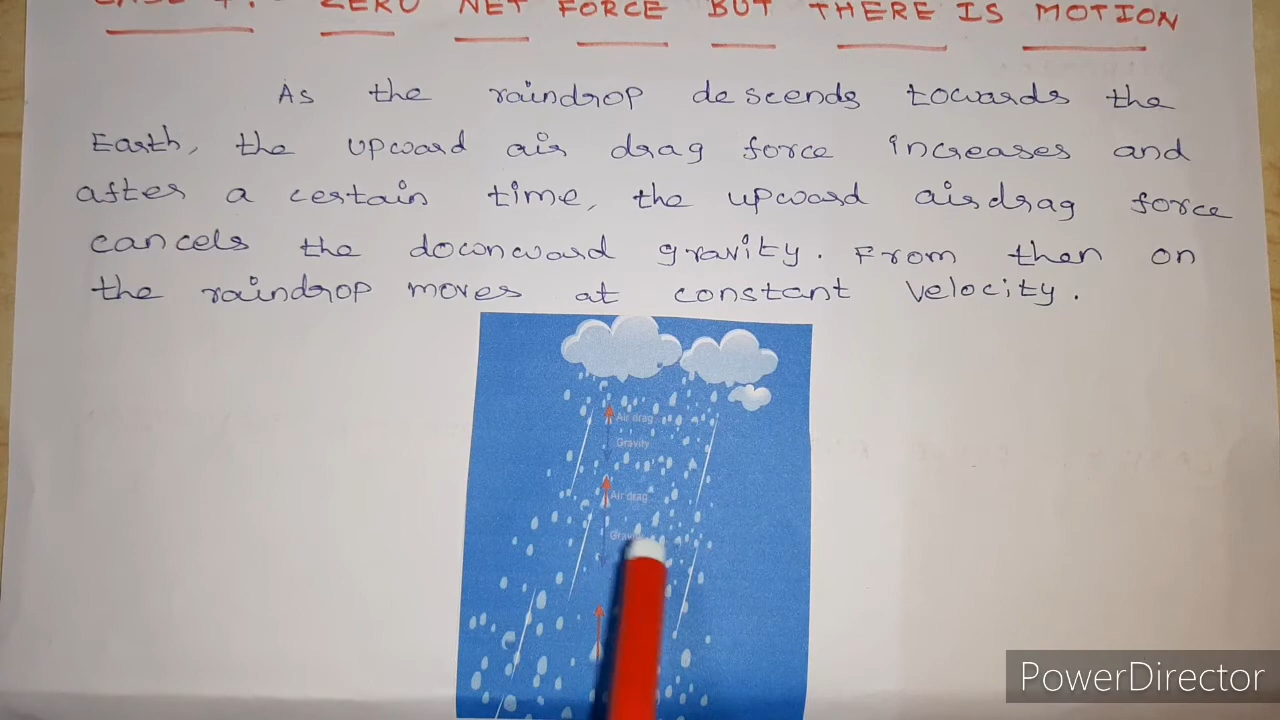 CASE 4: ZERO NET FORCE BUT THERE IS MOTION
As the raindrop descends towards the
Earth, the upward air drag force increases and
after a certain time, the upward airdrag force
cancels the downward gravity. From then on
the raindrop moves at constant velocity.
Air drag
Gravity
Air drag
PowerDirector